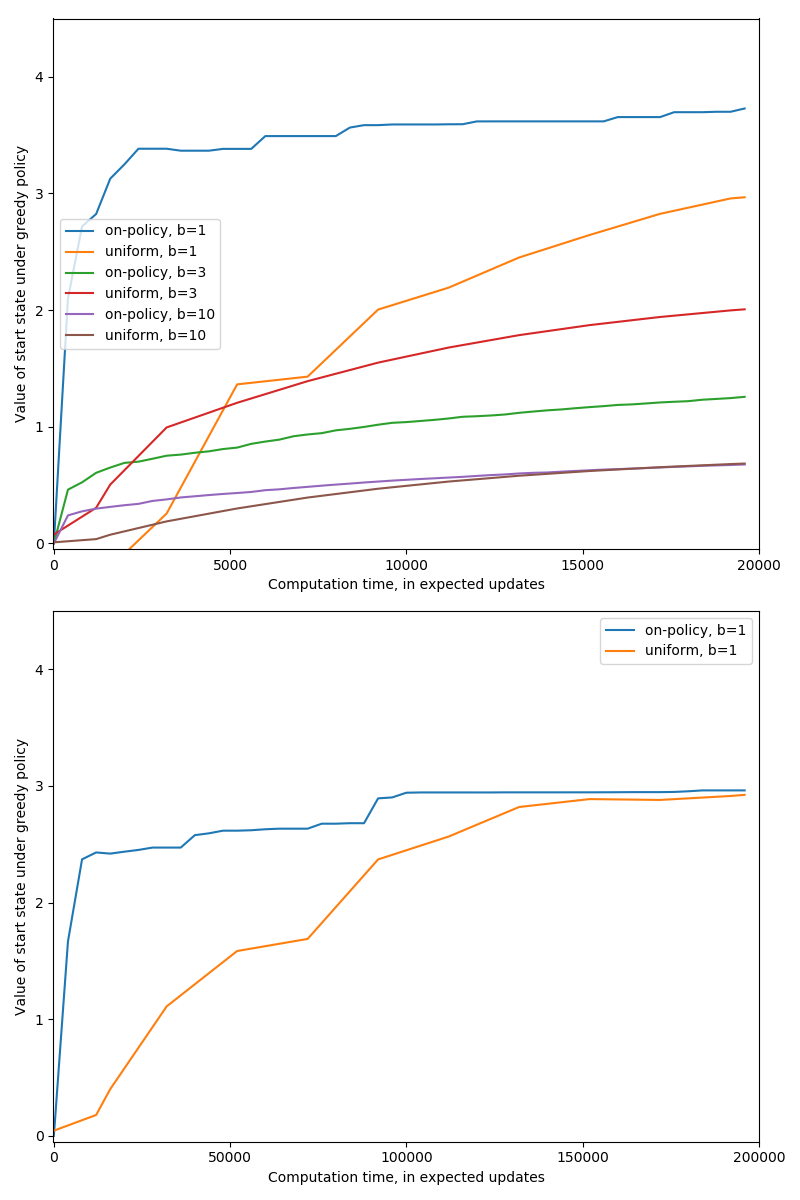 4
3
2
1
0
Value of start state under greedy policy
on-policy, b=1
uniform, b=1
on-policy, b=3
uniform, b=3
on-policy, b=10
uniform, b=10
0 5000 10000 15000 20000
Computation time, in expected updates
4
3
2
1
0
Value of start state under greedy policy
on-policy, b=1
uniform, b=1
0 50000 100000 150000 200000
Computation time, in expected updates